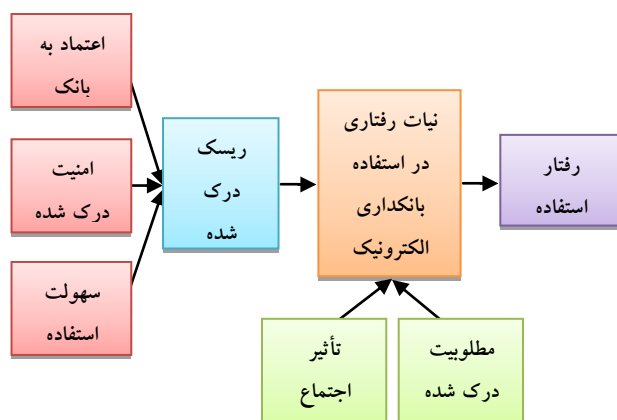 اعتماد به
بانک
امنیت
درک شده
سهولت
استفاده
ریسک
درک
شده
نیات رفتاری
در استفاده
بانکداری
الکترونیک
رفتار
استفاده
تأثیر
اجتماع
مطلوبیت
درک شده